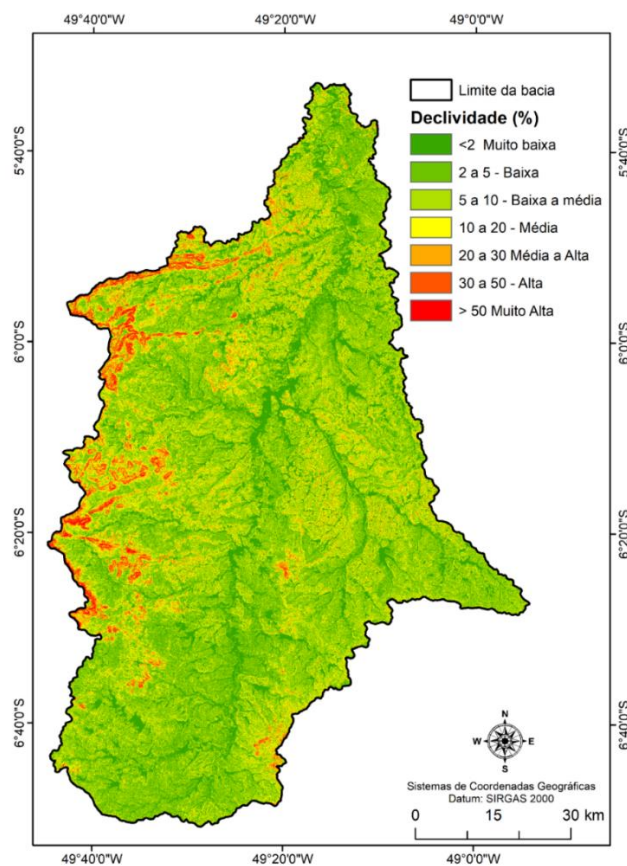 49°40'0"W 49°20'0"W 49°0'0"W
Limite da bacia
Declividade (%)
<2 Muito baixa
2 a 5 - Baixa
5 a 10 - Baixa a média
10 a 20 - Média
20 a 30 Média a Alta
30 a 50 - Alta
> 50 Muito Alta
5°40'0"S 5°40'0"S
6°0'0"S 6°0'0"S
6°20'0"S 6°20'0"S
6°40'0"S 6°40'0"S
N
W E
S
Sistemas de Coordenadas Geográficas
Datum: SIRGAS 2000
0 15 30 km
49°40'0"W 49°20'0"W 49°0'0"W